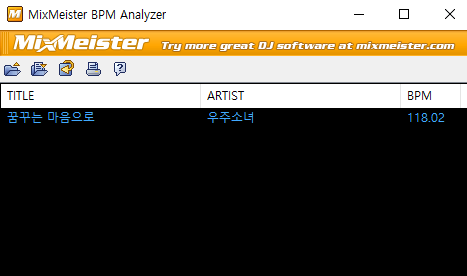 MixMeister BPM Analyzer
MixMeister Try more great DJ software at mixmeister.com
TITLE ARTIST BPM
꿈꾸는 마음으로 우주소녀 118.02